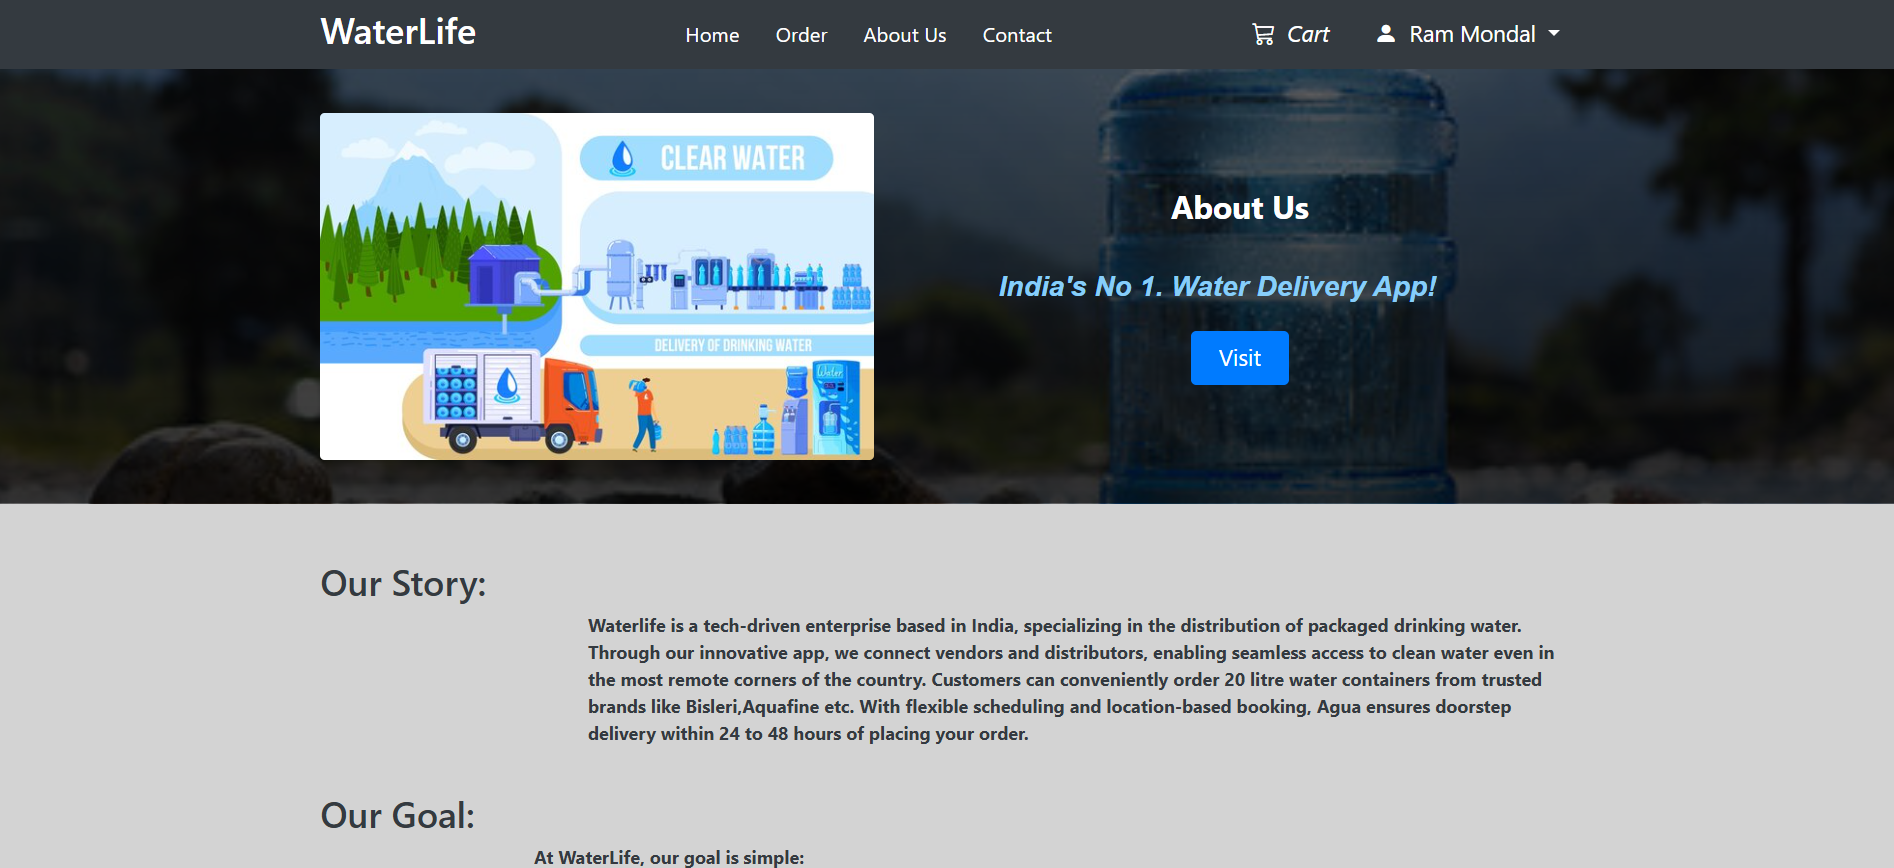 WaterLife
Home Order About Us Contact
Cart
Ram Mondal
CLEAR WATER
DELIVERY OF DRINKING WATER
Water
About Us
India's No 1. Water Delivery App!
Visit
Our Story:
Waterlife is a tech-driven enterprise based in India, specializing in the distribution of packaged drinking water.
Through our innovative app, we connect vendors and distributors, enabling seamless access to clean water even in
the most remote corners of the country. Customers can conveniently order 20 litre water containers from trusted
brands like Bisleri,Aquafine etc. With flexible scheduling and location-based booking, Agua ensures doorstep
delivery within 24 to 48 hours of placing your order.
Our Goal:
At WaterLife, our goal is simple: